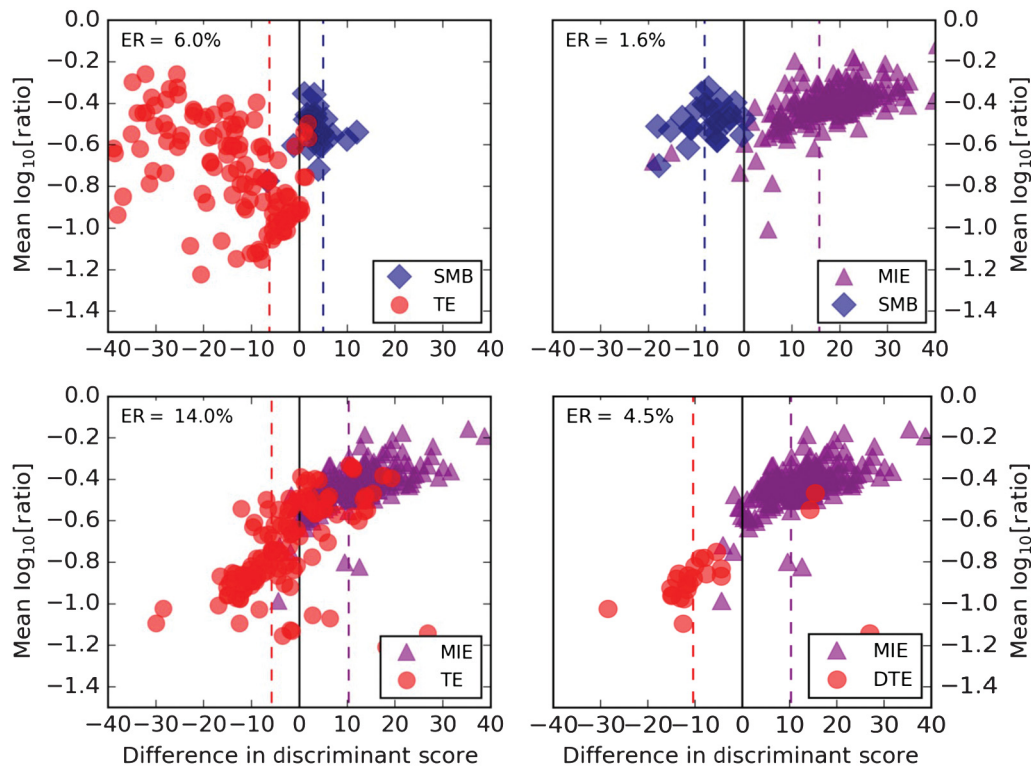 0.0
−0.2
−0.4
−0.6
−0.8
−1.0
−1.2
−1.4
Mean log10[ratio]
ER = 6.0%
SMB
TE
−40 −30 −20 −10 0 10 20 30 40
ER = 1.6%
MIE
SMB
−40 −30 −20 −10 0 10 20 30 40
0.0
−0.2
−0.4
−0.6
−0.8
−1.0
−1.2
−1.4
Mean log10[ratio]
0.0
−0.2
−0.4
−0.6
−0.8
−1.0
−1.2
−1.4
Mean log10[ratio]
ER = 14.0%
MIE
TE
−40 −30 −20 −10 0 10 20 30 40
Difference in discriminant score
ER = 4.5%
MIE
DTE
−40 −30 −20 −10 0 10 20 30 40
Difference in discriminant score
0.0
−0.2
−0.4
−0.6
−0.8
−1.0
−1.2
−1.4
Mean log10[ratio]